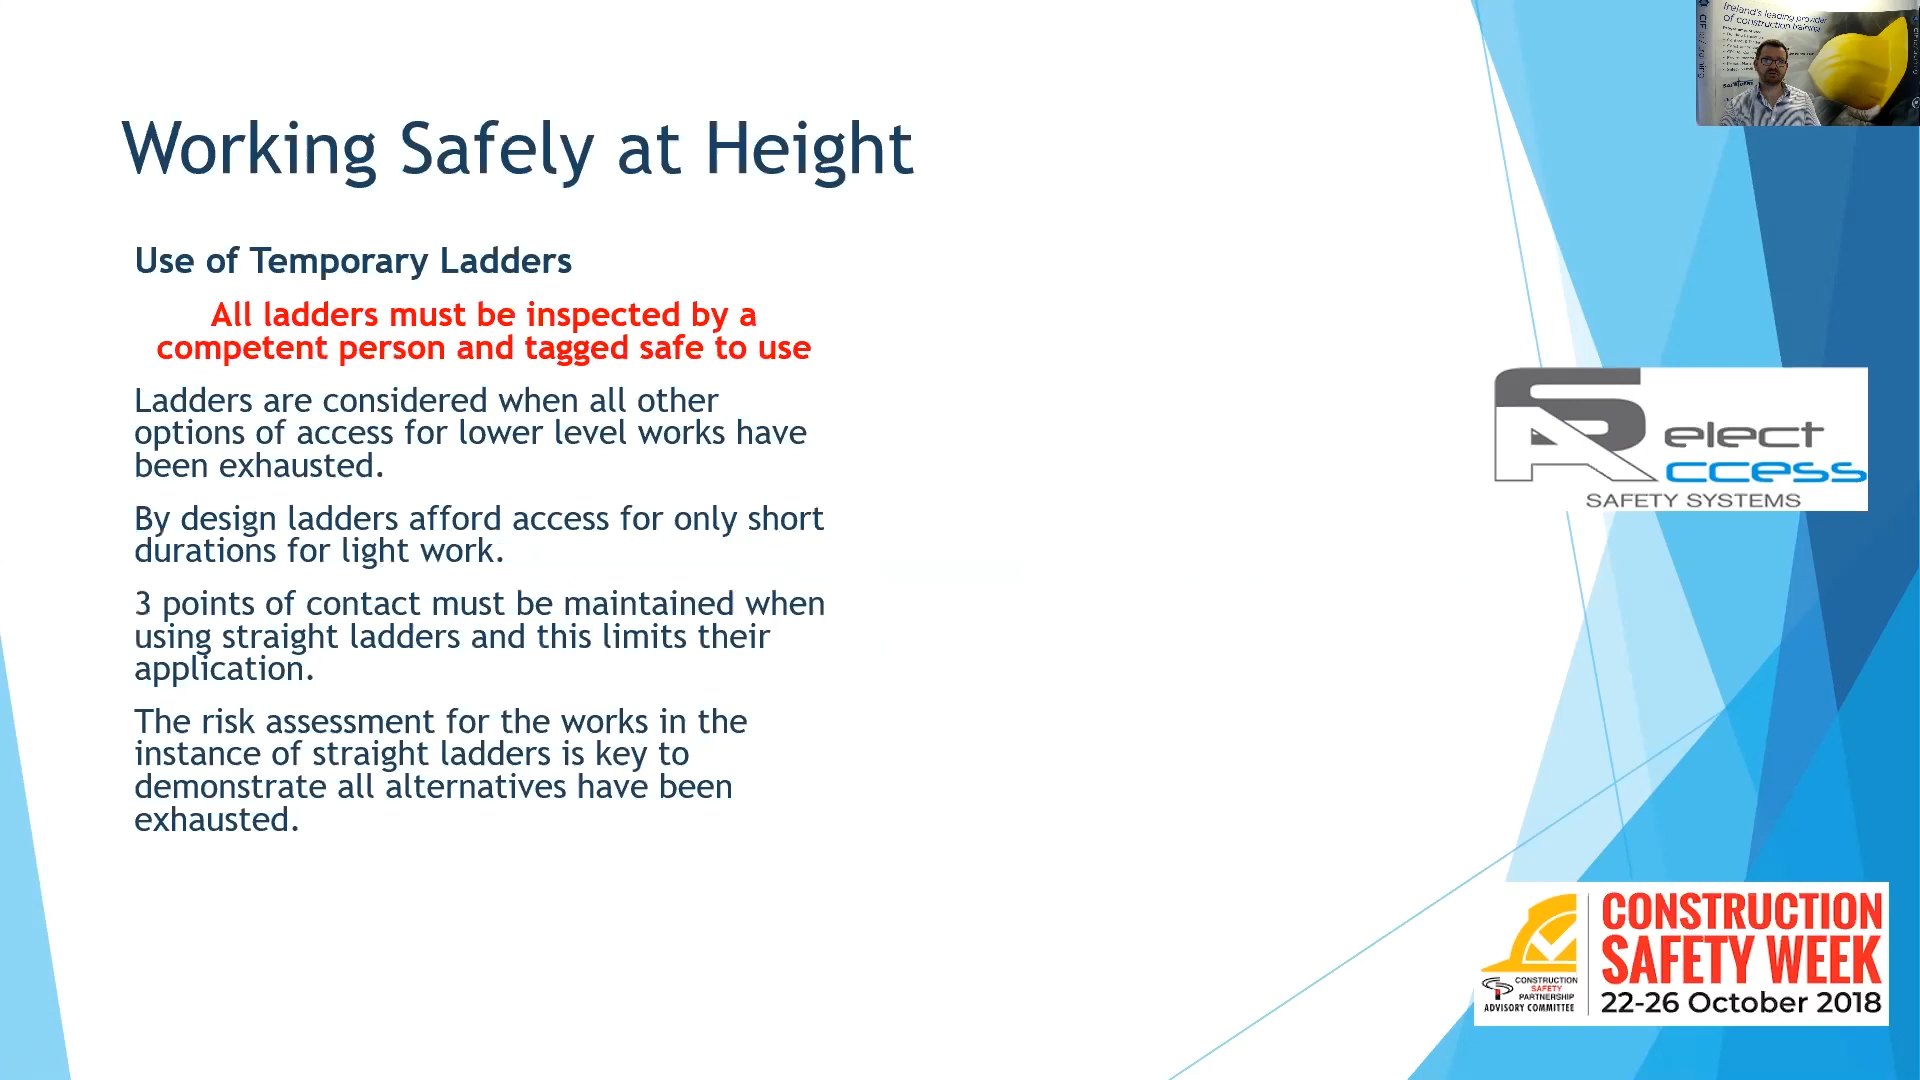 Ireland's leading provider
of construction training
Working Safely at Height
Use of Temporary Ladders
All ladders must be inspected by a
competent person and tagged safe to use
Ladders are considered when all other
options of access for lower level works have
been exhausted.
By design ladders afford access for only short
durations for light work.
3 points of contact must be maintained when
using straight ladders and this limits their
application.
The risk assessment for the works in the
instance of straight ladders is key to
demonstrate all alternatives have been
exhausted.
Select
Access
SAFETY SYSTEMS
CONSTRUCTION
SAFETY WEEK
22-26 October 2018
CONSTRUCTION
SAFETY
PARTNERSHIP
ADVISORY COMMITTEE